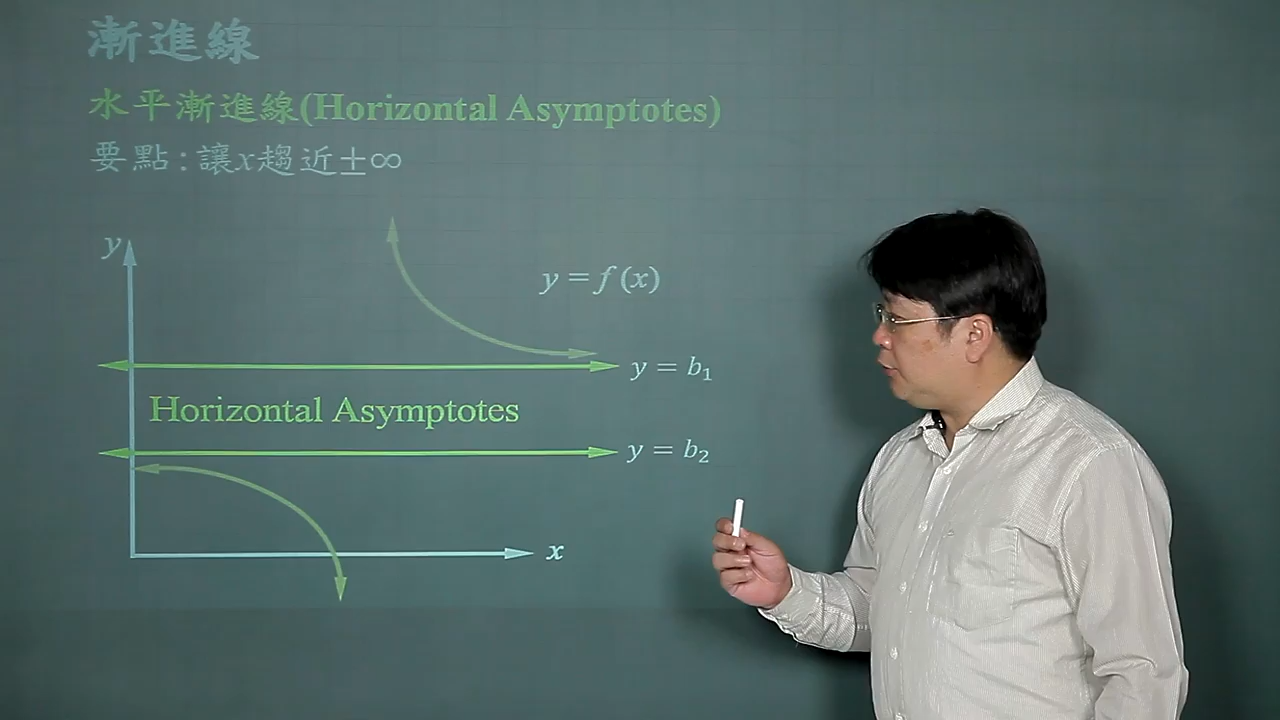 漸進線
水平漸進線(Horizontal Asymptotes)
要點:讓x趨近±∞
y
y = f (x)
y = b₁
Horizontal Asymptotes
y = b₂
x